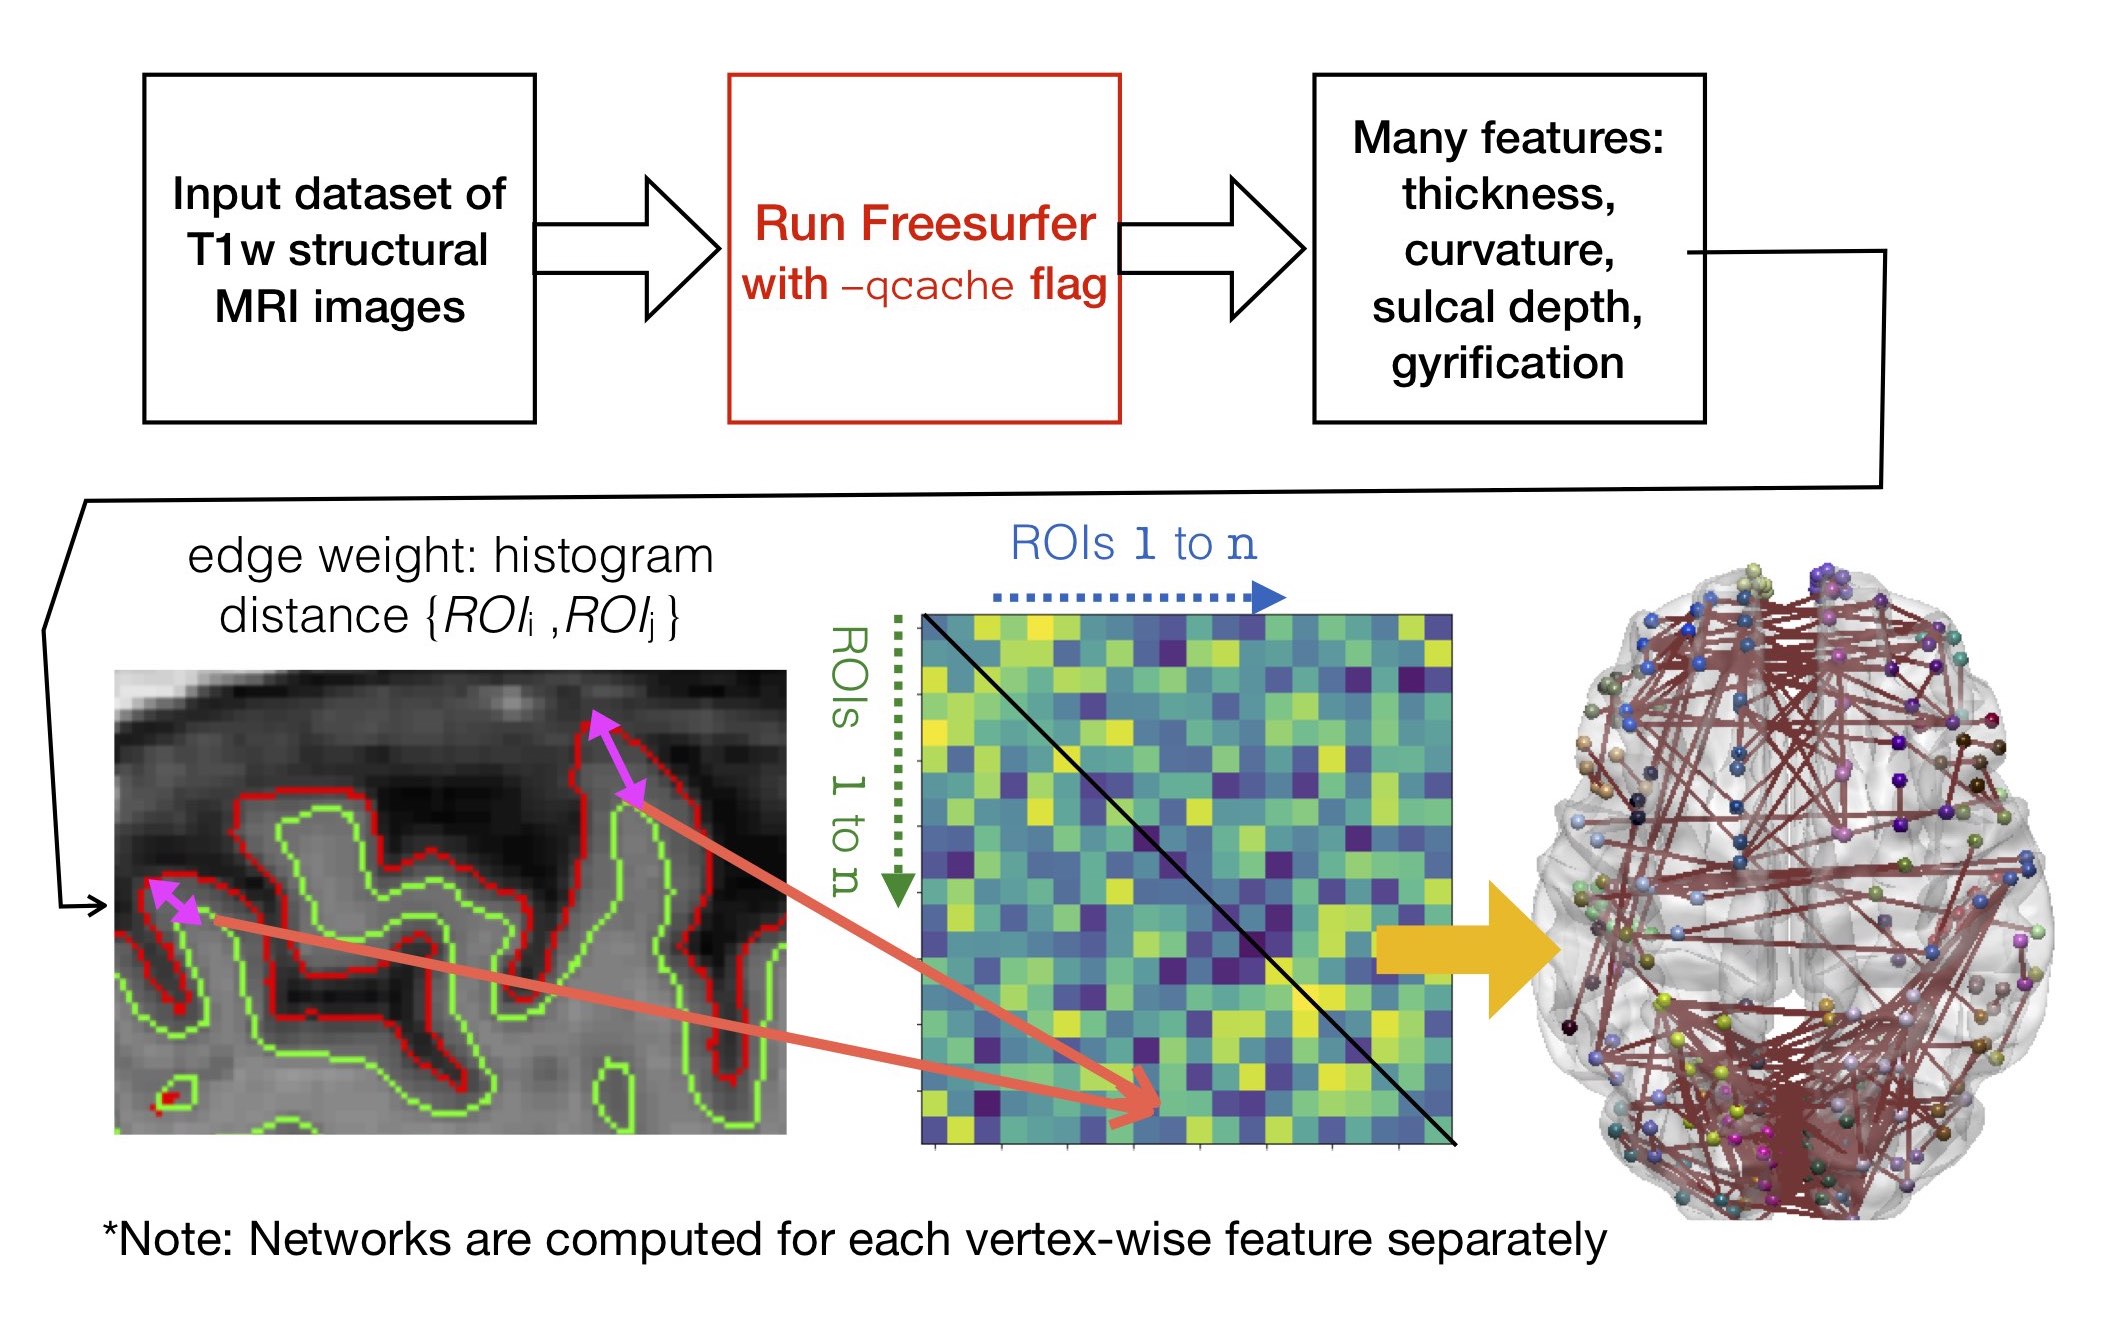 Input dataset of
T1w structural
MRI images
Run Freesurfer
with –qcache flag
Many features:
thickness,
curvature,
sulcal depth,
gyrification
edge weight: histogram
distance {ROIi ,ROIj }
ROIs 1 to n
ROIs 1 to n
*Note: Networks are computed for each vertex-wise feature separately